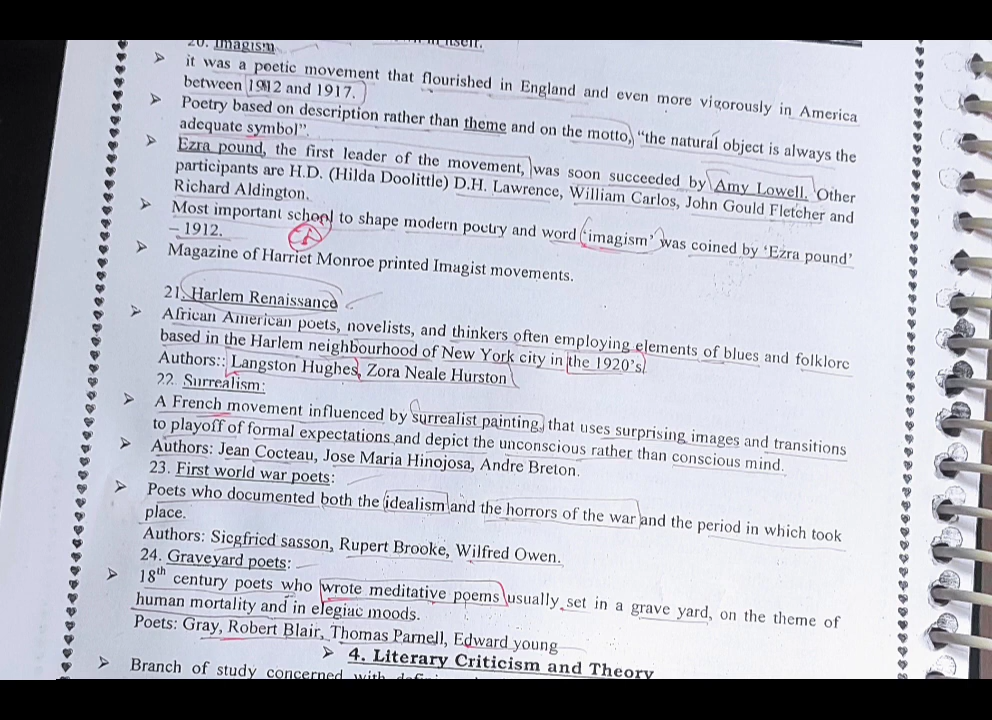 20. Imagism
itself.
it was a poetic movement that flourished in England and even more vigorously in America
between 1912 and 1917.
Poetry based on description rather than theme and on the motto, “the natural object is always the
adequate symbol”.
Ezra pound, the first leader of the movement, was soon succeeded by Amy Lowell. Other
participants are H.D. (Hilda Doolittle) D.H. Lawrence, William Carlos, John Gould Fletcher and
Richard Aldington.
Most important school to shape modern poetry and word ‘imagism’ was coined by ‘Ezra pound’
– 1912.
Magazine of Harriet Monroe printed Imagist movements.
21. Harlem Renaissance
African American poets, novelists, and thinkers often employing elements of blues and folklore
based in the Harlem neighbourhood of New York city in the 1920’s
Authors:: Langston Hughes, Zora Neale Hurston
22. Surrealism:
A French movement influenced by surrealist painting, that uses surprising images and transitions
to playoff of formal expectations and depict the unconscious rather than conscious mind.
Authors: Jean Cocteau, Jose Maria Hinojosa, Andre Breton.
23. First world war poets:
Poets who documented both the idealism and the horrors of the war and the period in which took
place.
Authors: Siegfried sasson, Rupert Brooke, Wilfred Owen.
24. Graveyard poets:
18th century poets who wrote meditative poems usually set in a grave yard, on the theme of
human mortality and in elegiac moods.
Poets: Gray, Robert Blair, Thomas Parnell, Edward young
4. Literary Criticism and Theory
Branch of study concerned with